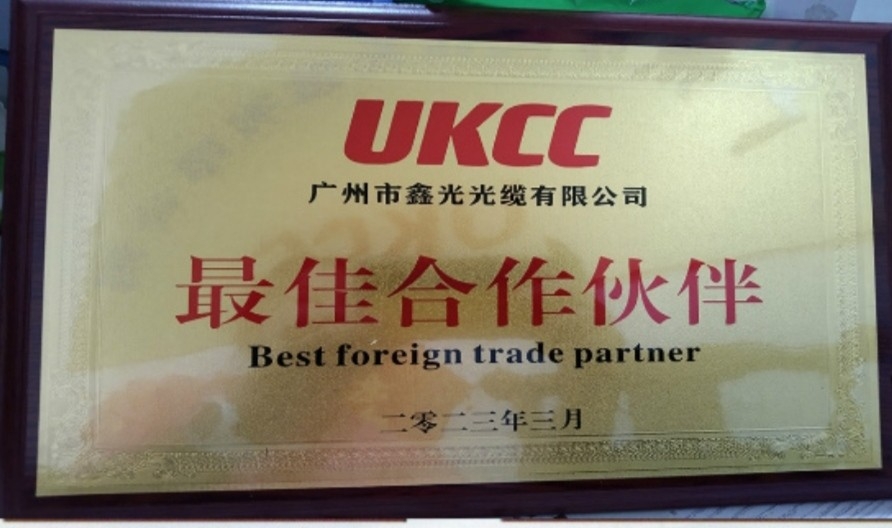 UKCC
广州市鑫光光缆有限公司
最佳合作伙伴
Best foreign trade partner
二零二三年三月